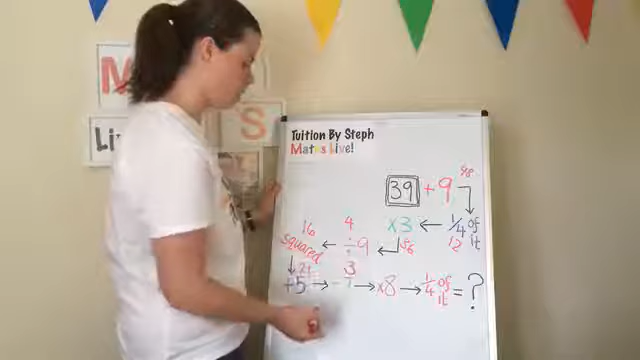 Tuition By Steph
Maths Live!
48
39 + 9
16 4 x3 ← 1/4 of it
squared ← ÷9 36 12
21 3
+5 → ÷7 → x8 → 1/4 of it = ?
M
S
Li